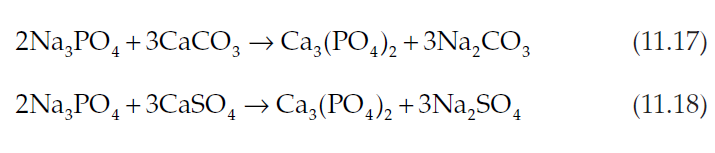 2Na₃PO₄ + 3CaCO₃ → Ca₃(PO₄)₂ + 3Na₂CO₃ (11.17)
2Na₃PO₄ + 3CaSO₄ → Ca₃(PO₄)₂ + 3Na₂SO₄ (11.18)